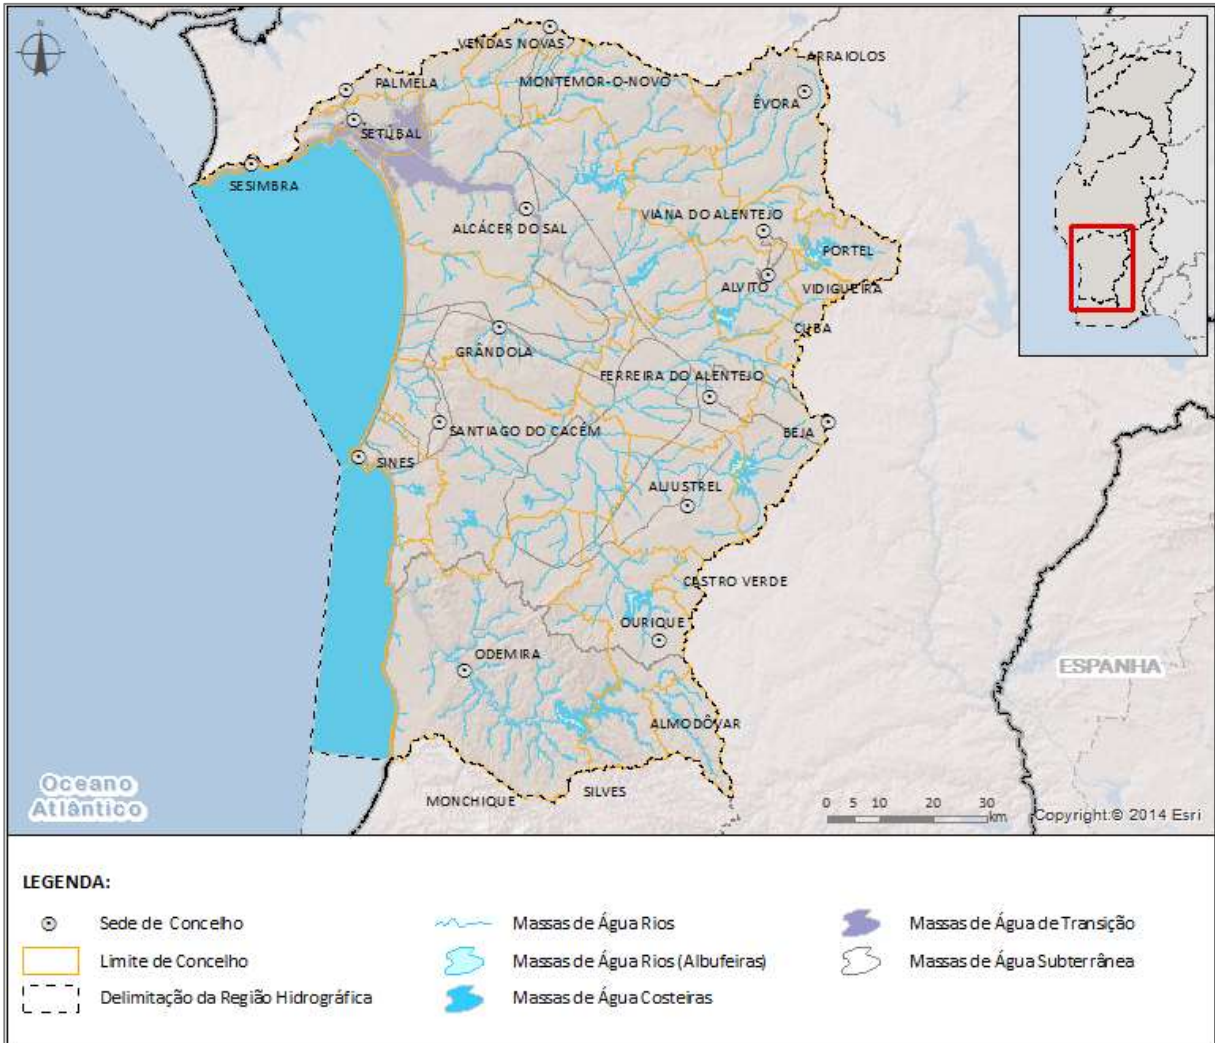 N
VENDAS NOVAS
ARRAIOLOS
PALMELA
MONTEMOR-O-NOVO
ÉVORA
SETÚBAL
SESIMBRA
VIANA DO ALENTEJO
ALCÁCER DO SAL
PORTEL
ALVITO
VIDIGUEIRA
CUBA
GRÂNDOLA
FERREIRA DO ALENTEJO
SANTIAGO DO CACÉM
BEJA
SINES
ALJUSTREL
CASTRO VERDE
OURIQUE
ODEMIRA
ESPANHA
ALMODÔVAR
Oceano
Atlântico
MONCHIQUE
SILVES
0 5 10 20 30
km
Copyright:© 2014 Esri
LEGENDA:
Sede de Concelho
Limite de Concelho
Delimitação da Região Hidrográfica
Massas de Água Rios
Massas de Água Rios (Albufeiras)
Massas de Água Costeiras
Massas de Água de Transição
Massas de Água Subterrânea